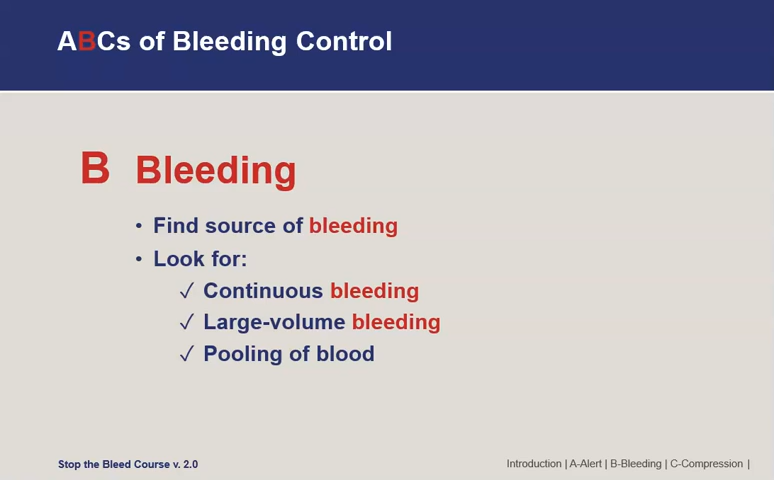 ABCs of Bleeding Control
B Bleeding
• Find source of bleeding
• Look for:
✓ Continuous bleeding
✓ Large-volume bleeding
✓ Pooling of blood
Stop the Bleed Course v. 2.0
Introduction | A-Alert | B-Bleeding | C-Compression |